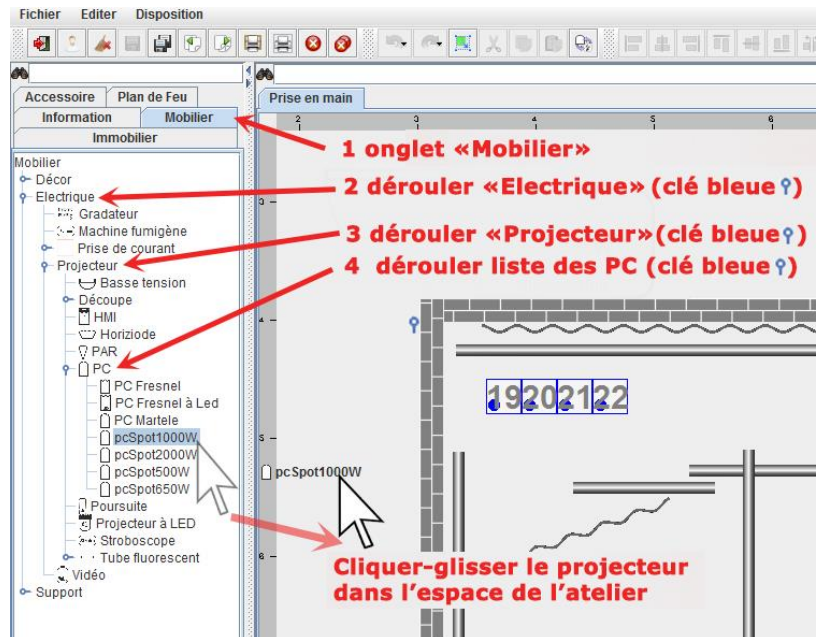 Fichier Editer Disposition
Accessoire Plan de Feu
Information Mobilier
Immobilier
Prise en main
2 3 4 5 6
1 onglet «Mobilier»
2 dérouler «Electrique» (clé bleue )
3 dérouler «Projecteur»(clé bleue )
4 dérouler liste des PC (clé bleue )
Mobilier
Décor
Electrique
Gradateur
Machine fumigène
Prise de courant
Projecteur
Basse tension
Découpe
HMI
Horiziode
PAR
PC
PC Fresnel
PC Fresnel à Led
PC Martele
pcSpot1000W
pcSpot2000W
pcSpot500W
pcSpot650W
Poursuite
Projecteur à LED
Stroboscope
Tube fluorescent
Vidéo
Support
3
4
5
6
19202122
pcSpot1000W
Cliquer-glisser le projecteur
dans l’espace de l’atelier